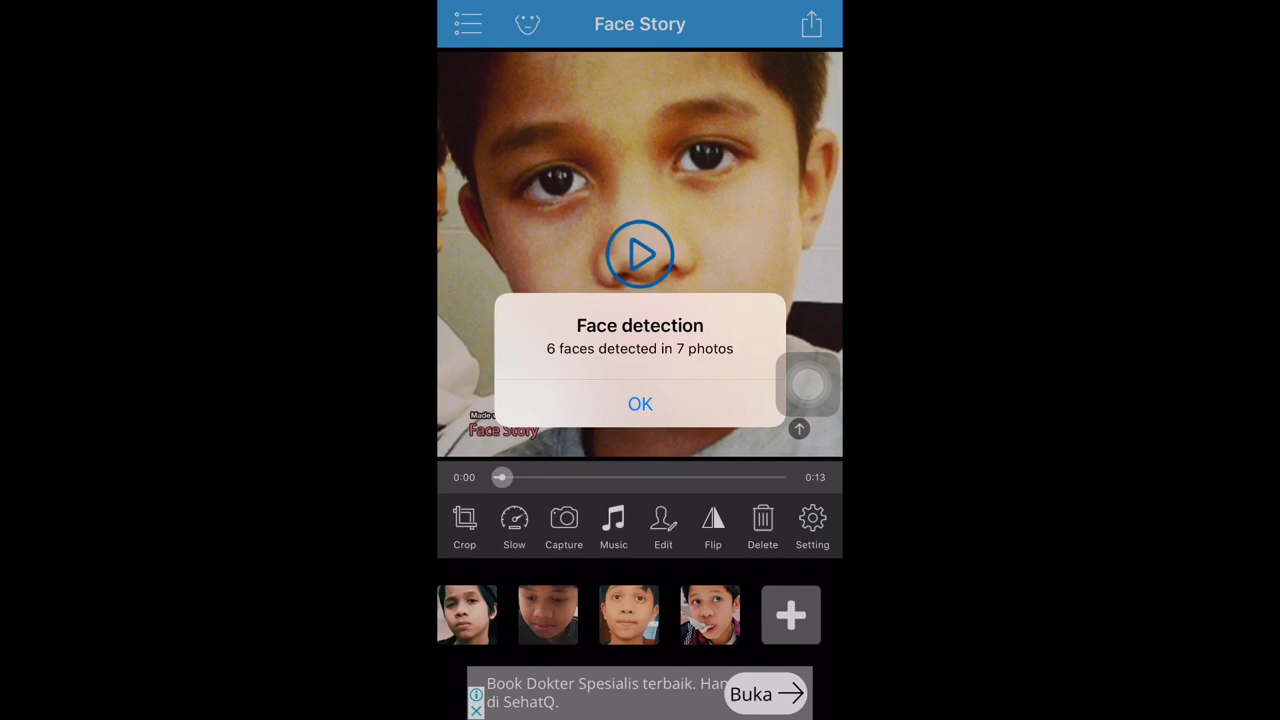 Face Story
Face detection
6 faces detected in 7 photos
OK
Made
Face Story
0:00
0:13
Crop
Slow
Capture
Music
Edit
Flip
Delete
Setting
Book Dokter Spesialis terbaik.
di SehatQ.
Buka